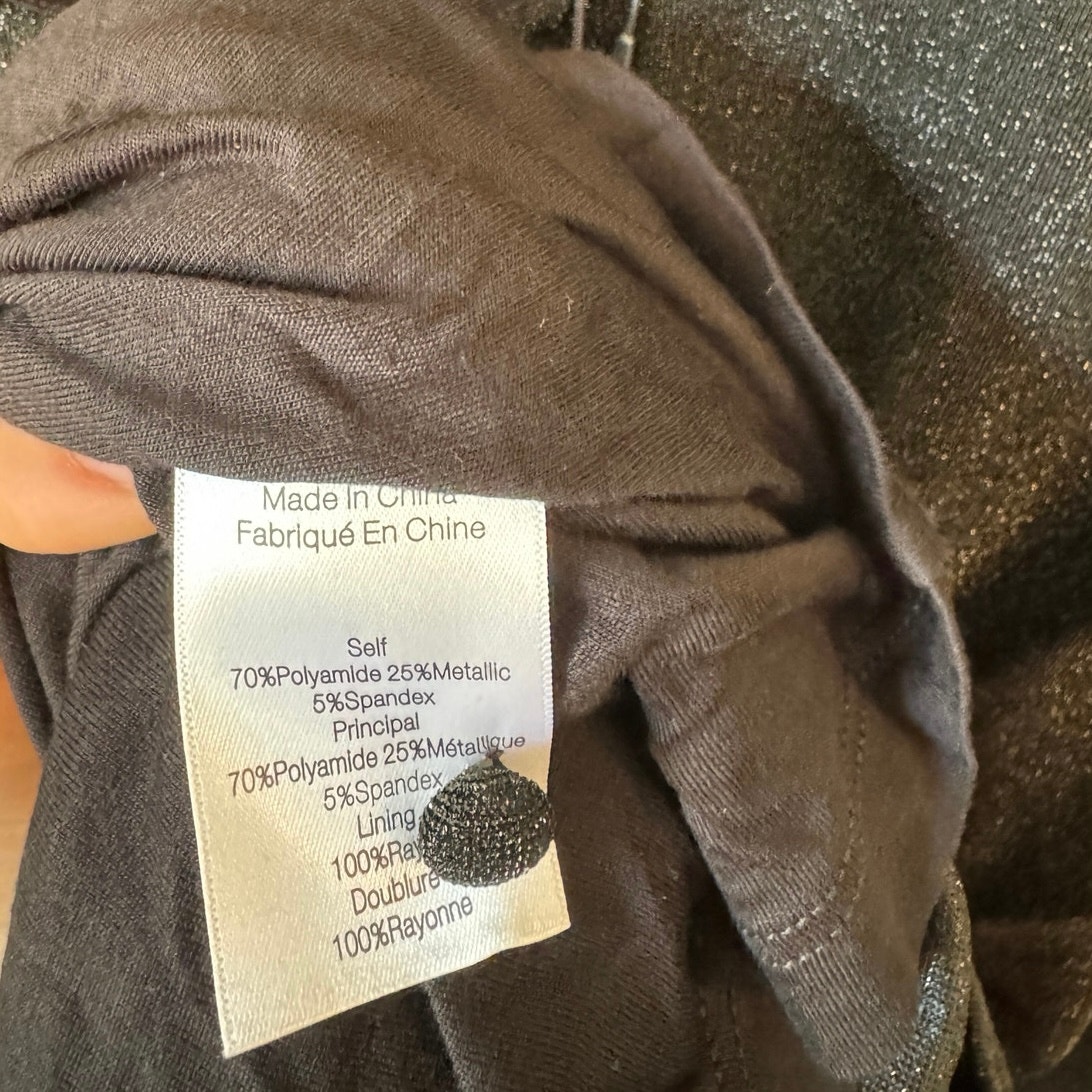 Made In China
Fabriqué En Chine
Self
70%Polyamide 25%Metallic
5%Spandex
Principal
70%Polyamide 25%Métallique
5%Spandex
Lining
100%Ray
Doublure
100%Rayonne